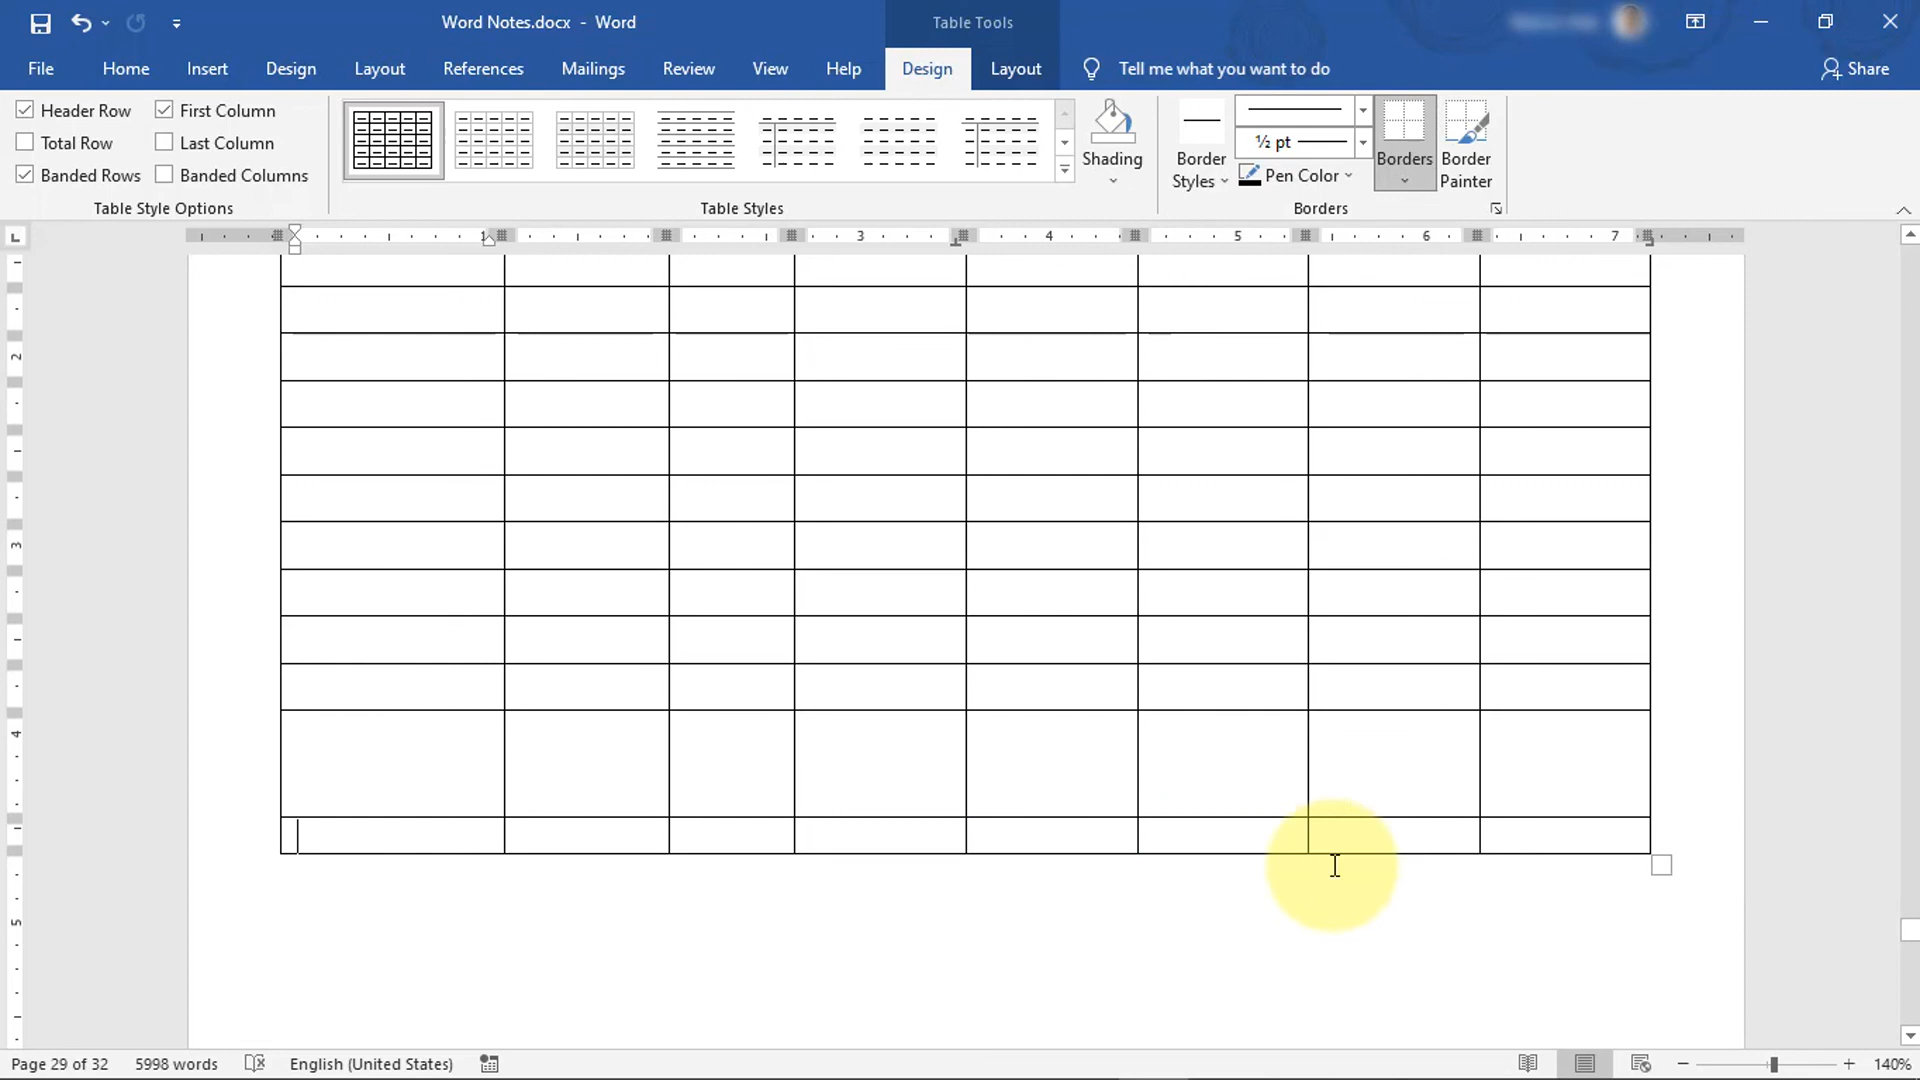 Word Notes.docx - Word
Table Tools
File Home Insert Design Layout References Mailings Review View Help Design Layout Tell me what you want to do Share
Header Row First Column
Total Row Last Column
Banded Rows Banded Columns
Table Style Options
Table Styles
Shading
Border Styles
½ pt
Pen Color
Borders
Border Painter
Borders
1 3 4 5 6 7
2
3
4
5
Page 29 of 32 5998 words English (United States) 140%